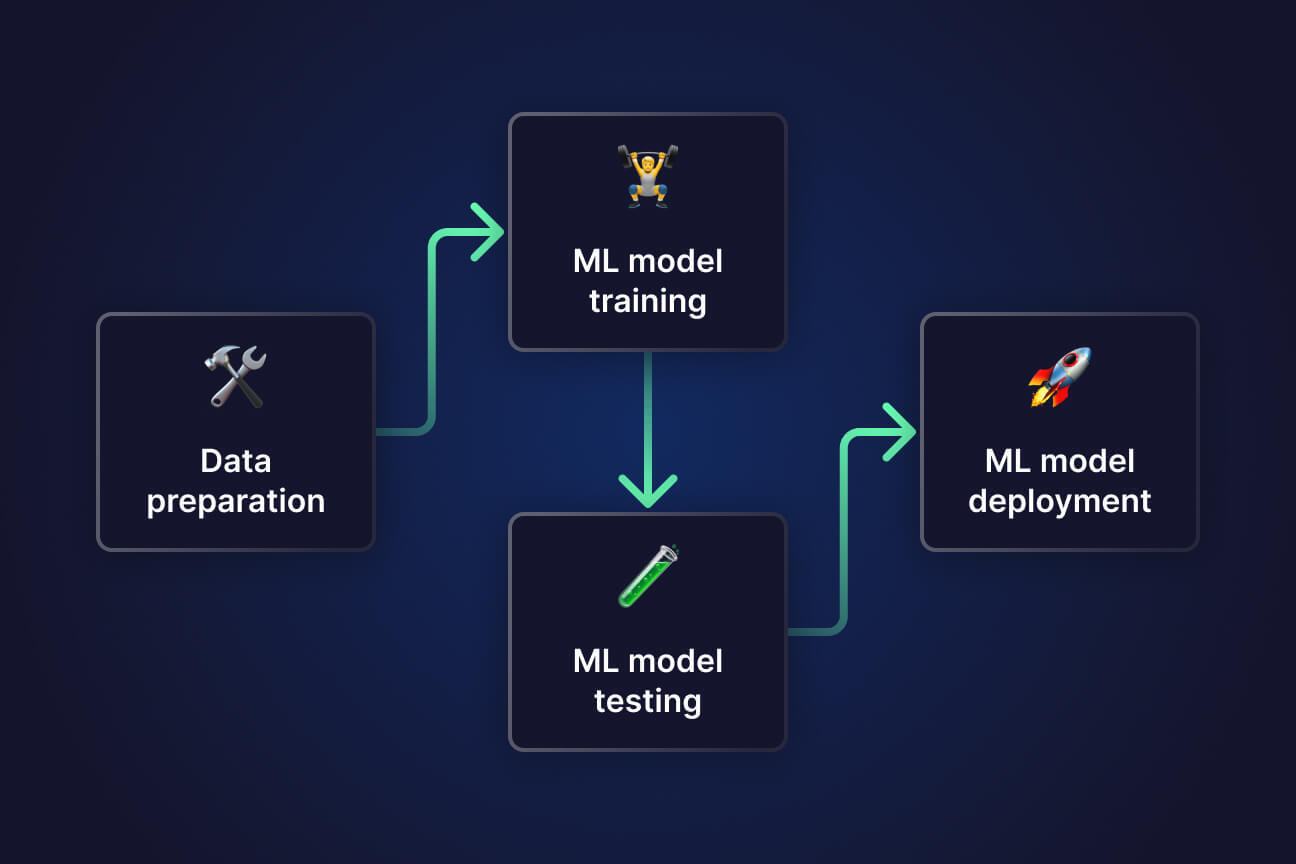 Data
preparation
ML model
training
ML model
testing
ML model
deployment